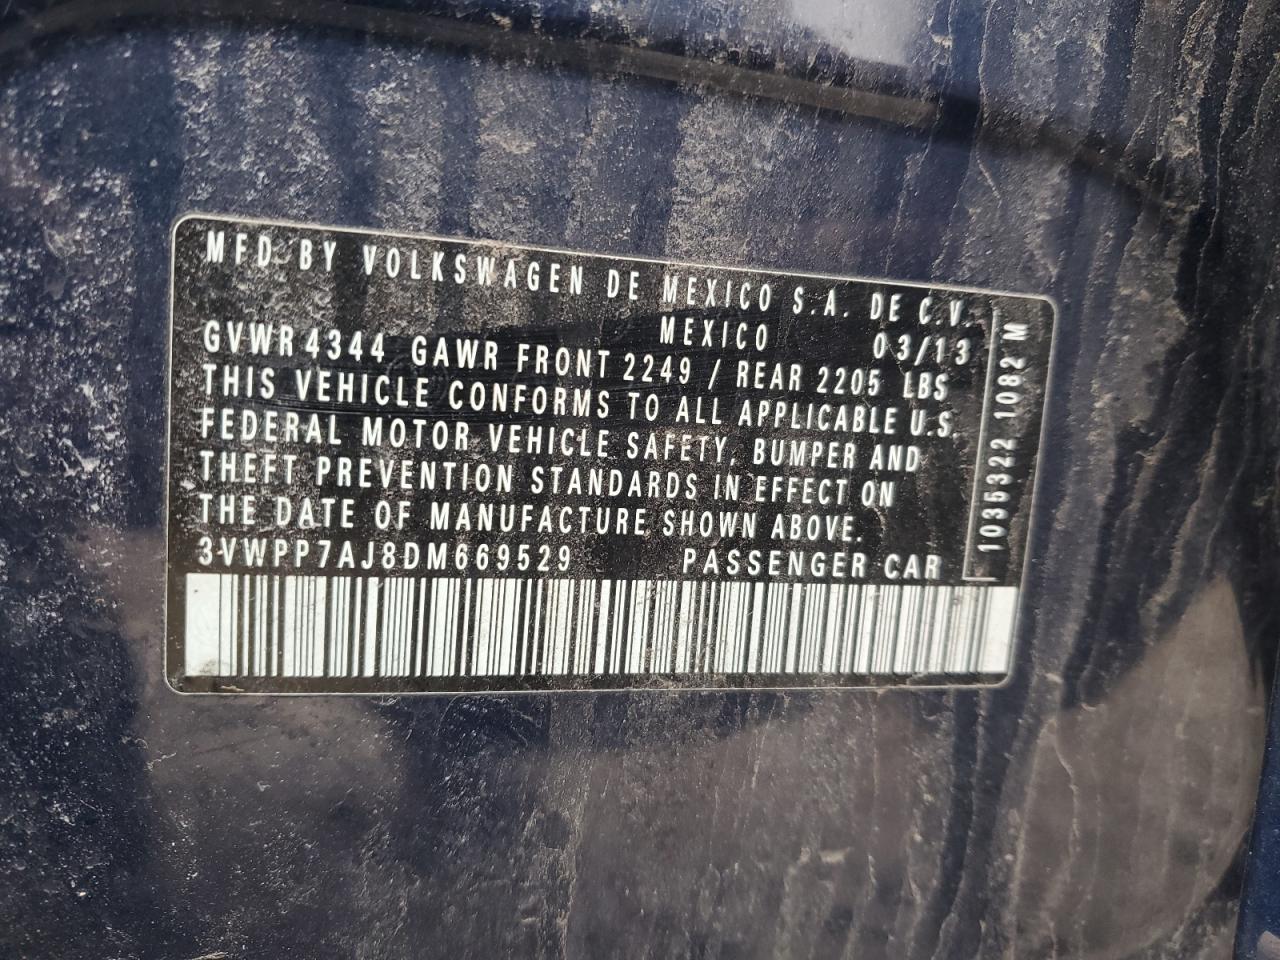 MFD BY VOLKSWAGEN DE MEXICO S.A. DE C.V.
MEXICO 03/13
GVWR 4344 GAWR FRONT 2249 / REAR 2205 LBS
THIS VEHICLE CONFORMS TO ALL APPLICABLE U.S.
FEDERAL MOTOR VEHICLE SAFETY, BUMPER AND
THEFT PREVENTION STANDARDS IN EFFECT ON
THE DATE OF MANUFACTURE SHOWN ABOVE.
3VWPP7AJ8DM669529 PASSENGER CAR
1035322 1082 M